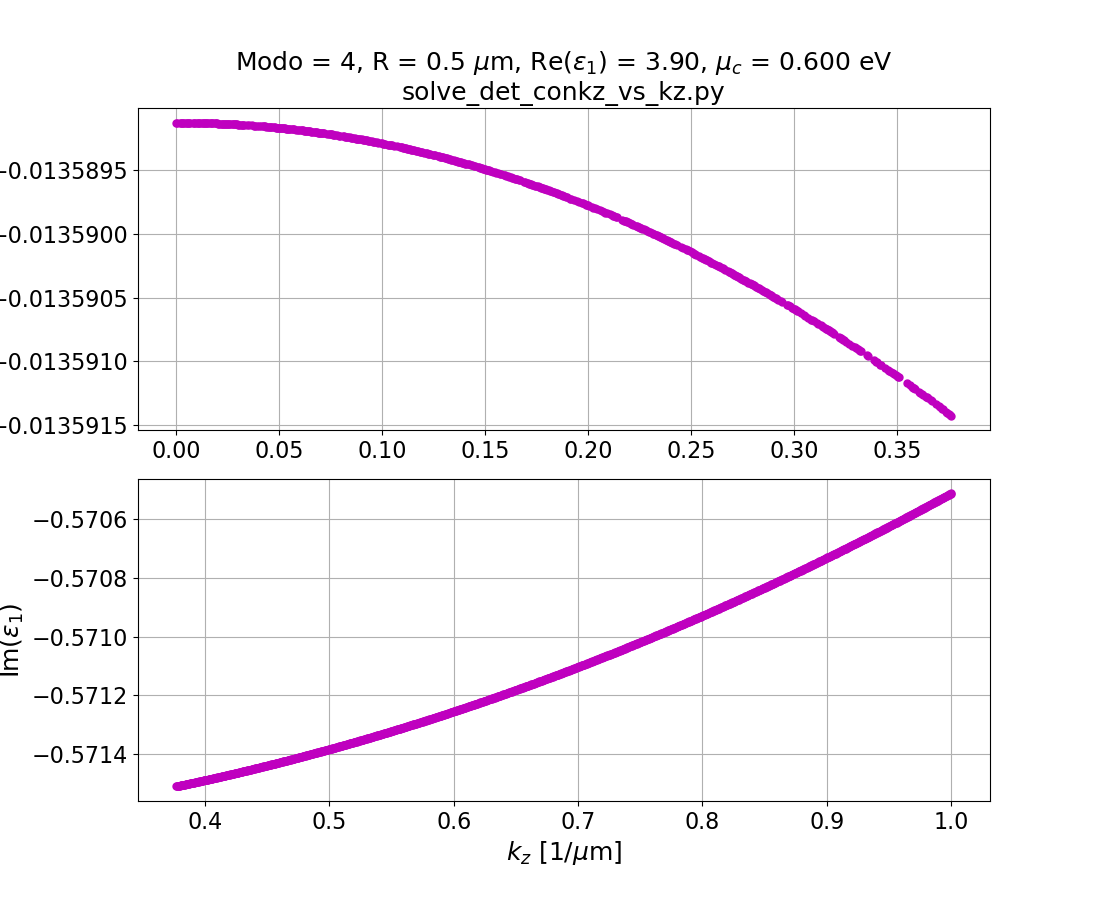 Modo = 4, R = 0.5 μm, Re(ε₁) = 3.90, μ_c = 0.600 eV
solve_det_conkz_vs_kz.py
−0.0135895
−0.0135900
−0.0135905
−0.0135910
−0.0135915
0.00 0.05 0.10 0.15 0.20 0.25 0.30 0.35
−0.5706
−0.5708
−0.5710
−0.5712
−0.5714
Im(ε₁)
0.4 0.5 0.6 0.7 0.8 0.9 1.0
k_z [1/μm]